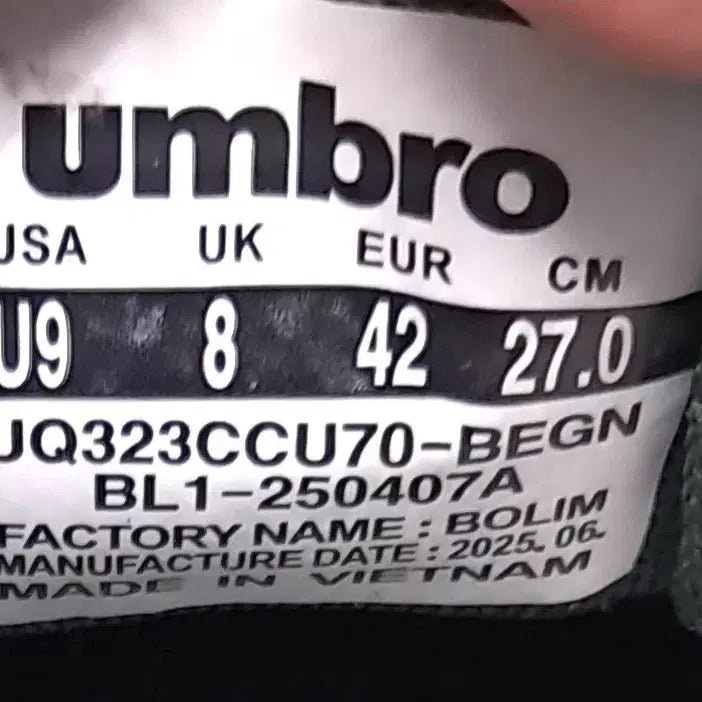 umbro
USA UK EUR CM
U9 8 42 27.0
UQ323CCU70-BEGN
BL1-250407A
FACTORY NAME : BOLIM
MANUFACTURE DATE : 2025. 06.
MADE IN VIETNAM